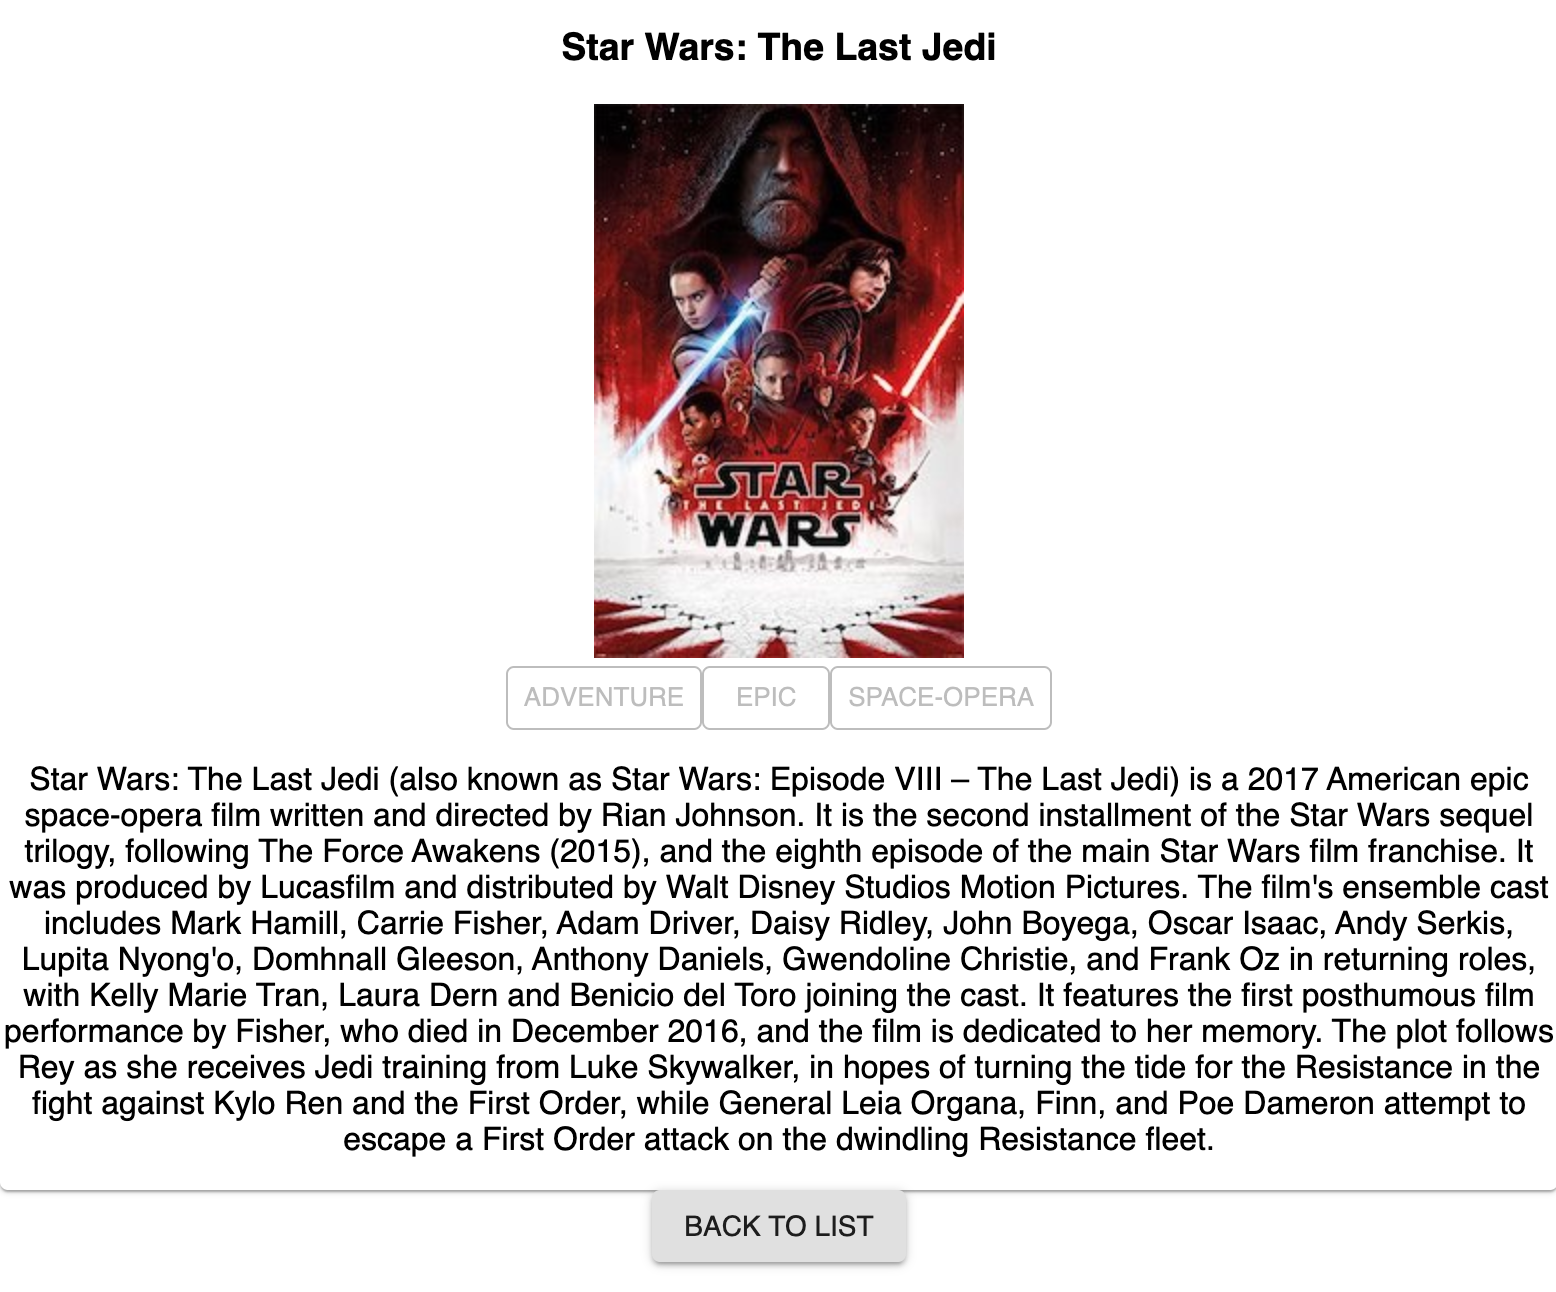 Star Wars: The Last Jedi
STAR
THE LAST JEDI
WARS
ADVENTURE
EPIC
SPACE-OPERA
Star Wars: The Last Jedi (also known as Star Wars: Episode VIII – The Last Jedi) is a 2017 American epic
space-opera film written and directed by Rian Johnson. It is the second installment of the Star Wars sequel
trilogy, following The Force Awakens (2015), and the eighth episode of the main Star Wars film franchise. It
was produced by Lucasfilm and distributed by Walt Disney Studios Motion Pictures. The film's ensemble cast
includes Mark Hamill, Carrie Fisher, Adam Driver, Daisy Ridley, John Boyega, Oscar Isaac, Andy Serkis,
Lupita Nyong'o, Domhnall Gleeson, Anthony Daniels, Gwendoline Christie, and Frank Oz in returning roles,
with Kelly Marie Tran, Laura Dern and Benicio del Toro joining the cast. It features the first posthumous film
performance by Fisher, who died in December 2016, and the film is dedicated to her memory. The plot follows
Rey as she receives Jedi training from Luke Skywalker, in hopes of turning the tide for the Resistance in the
fight against Kylo Ren and the First Order, while General Leia Organa, Finn, and Poe Dameron attempt to
escape a First Order attack on the dwindling Resistance fleet.
BACK TO LIST